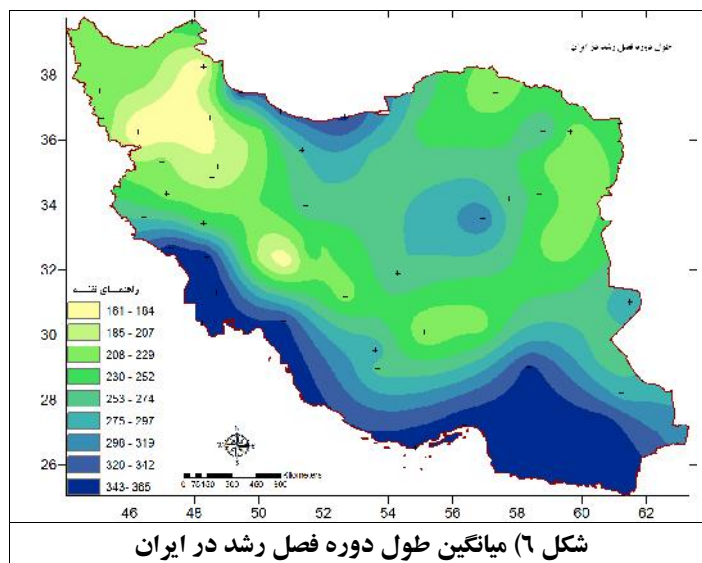 طول دوره فصل رشد در ایران
38
36
34
32
30
28
26
راهنمای نقشه
161 - 184
185 - 207
208 - 229
230 - 252
253 - 274
275 - 297
298 - 319
320 - 342
343- 365
N
S
Kilometers
46 48 50 52 54 56 58 60 62
شکل ٦) میانگین طول دوره فصل رشد در ایران